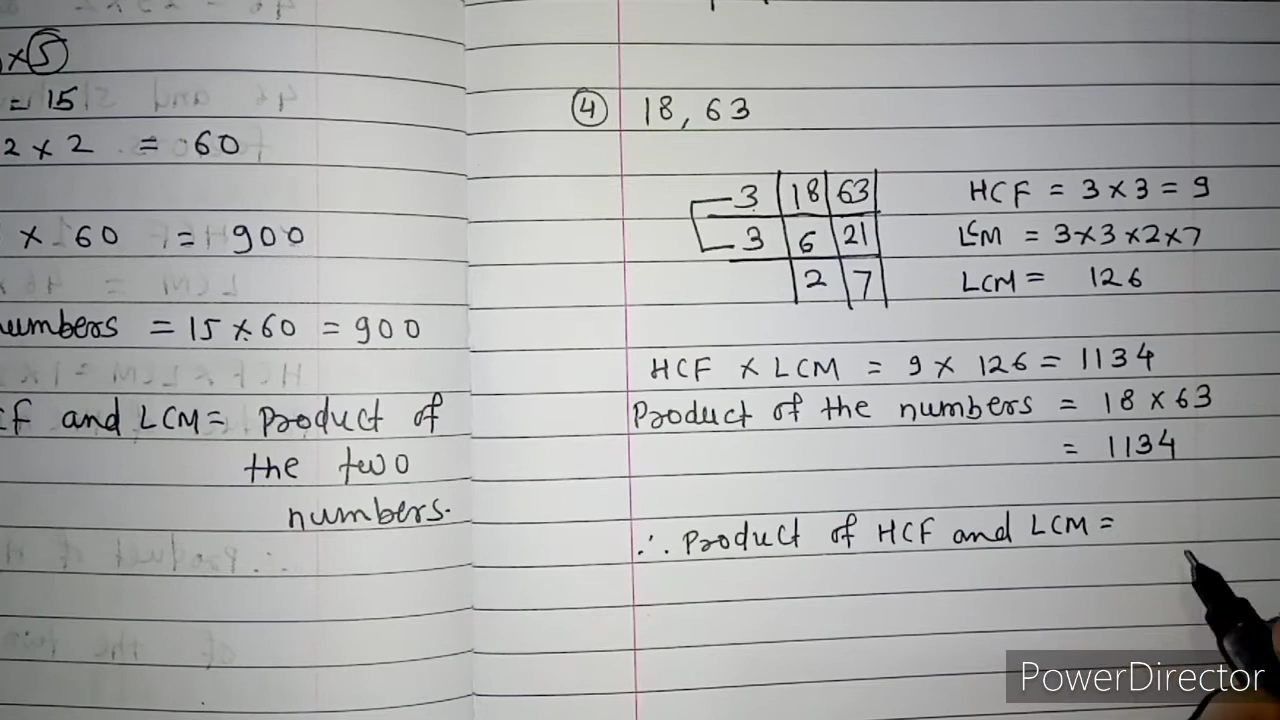 ×5
= 15
2 × 2 = 60
× 60 = 900
numbers = 15 × 60 = 900
CF and LCM = Product of
the two
numbers.
4 18, 63
3 18 63
3 6 21
2 7
HCF = 3 × 3 = 9
LCM = 3×3×2×7
LCM = 126
HCF × LCM = 9 × 126 = 1134
Product of the numbers = 18 × 63
= 1134
∴ Product of HCF and LCM =
PowerDirector